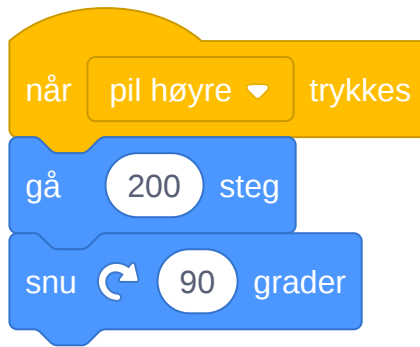 når pil høyre trykkes
gå 200 steg
snu 90 grader